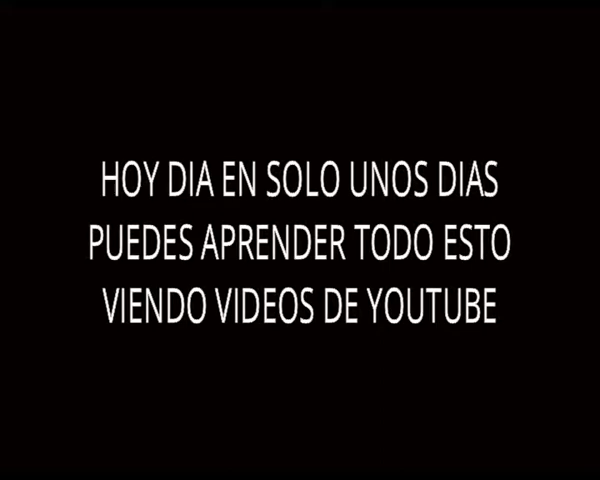 HOY DIA EN SOLO UNOS DIAS
PUEDES APRENDER TODO ESTO
VIENDO VIDEOS DE YOUTUBE